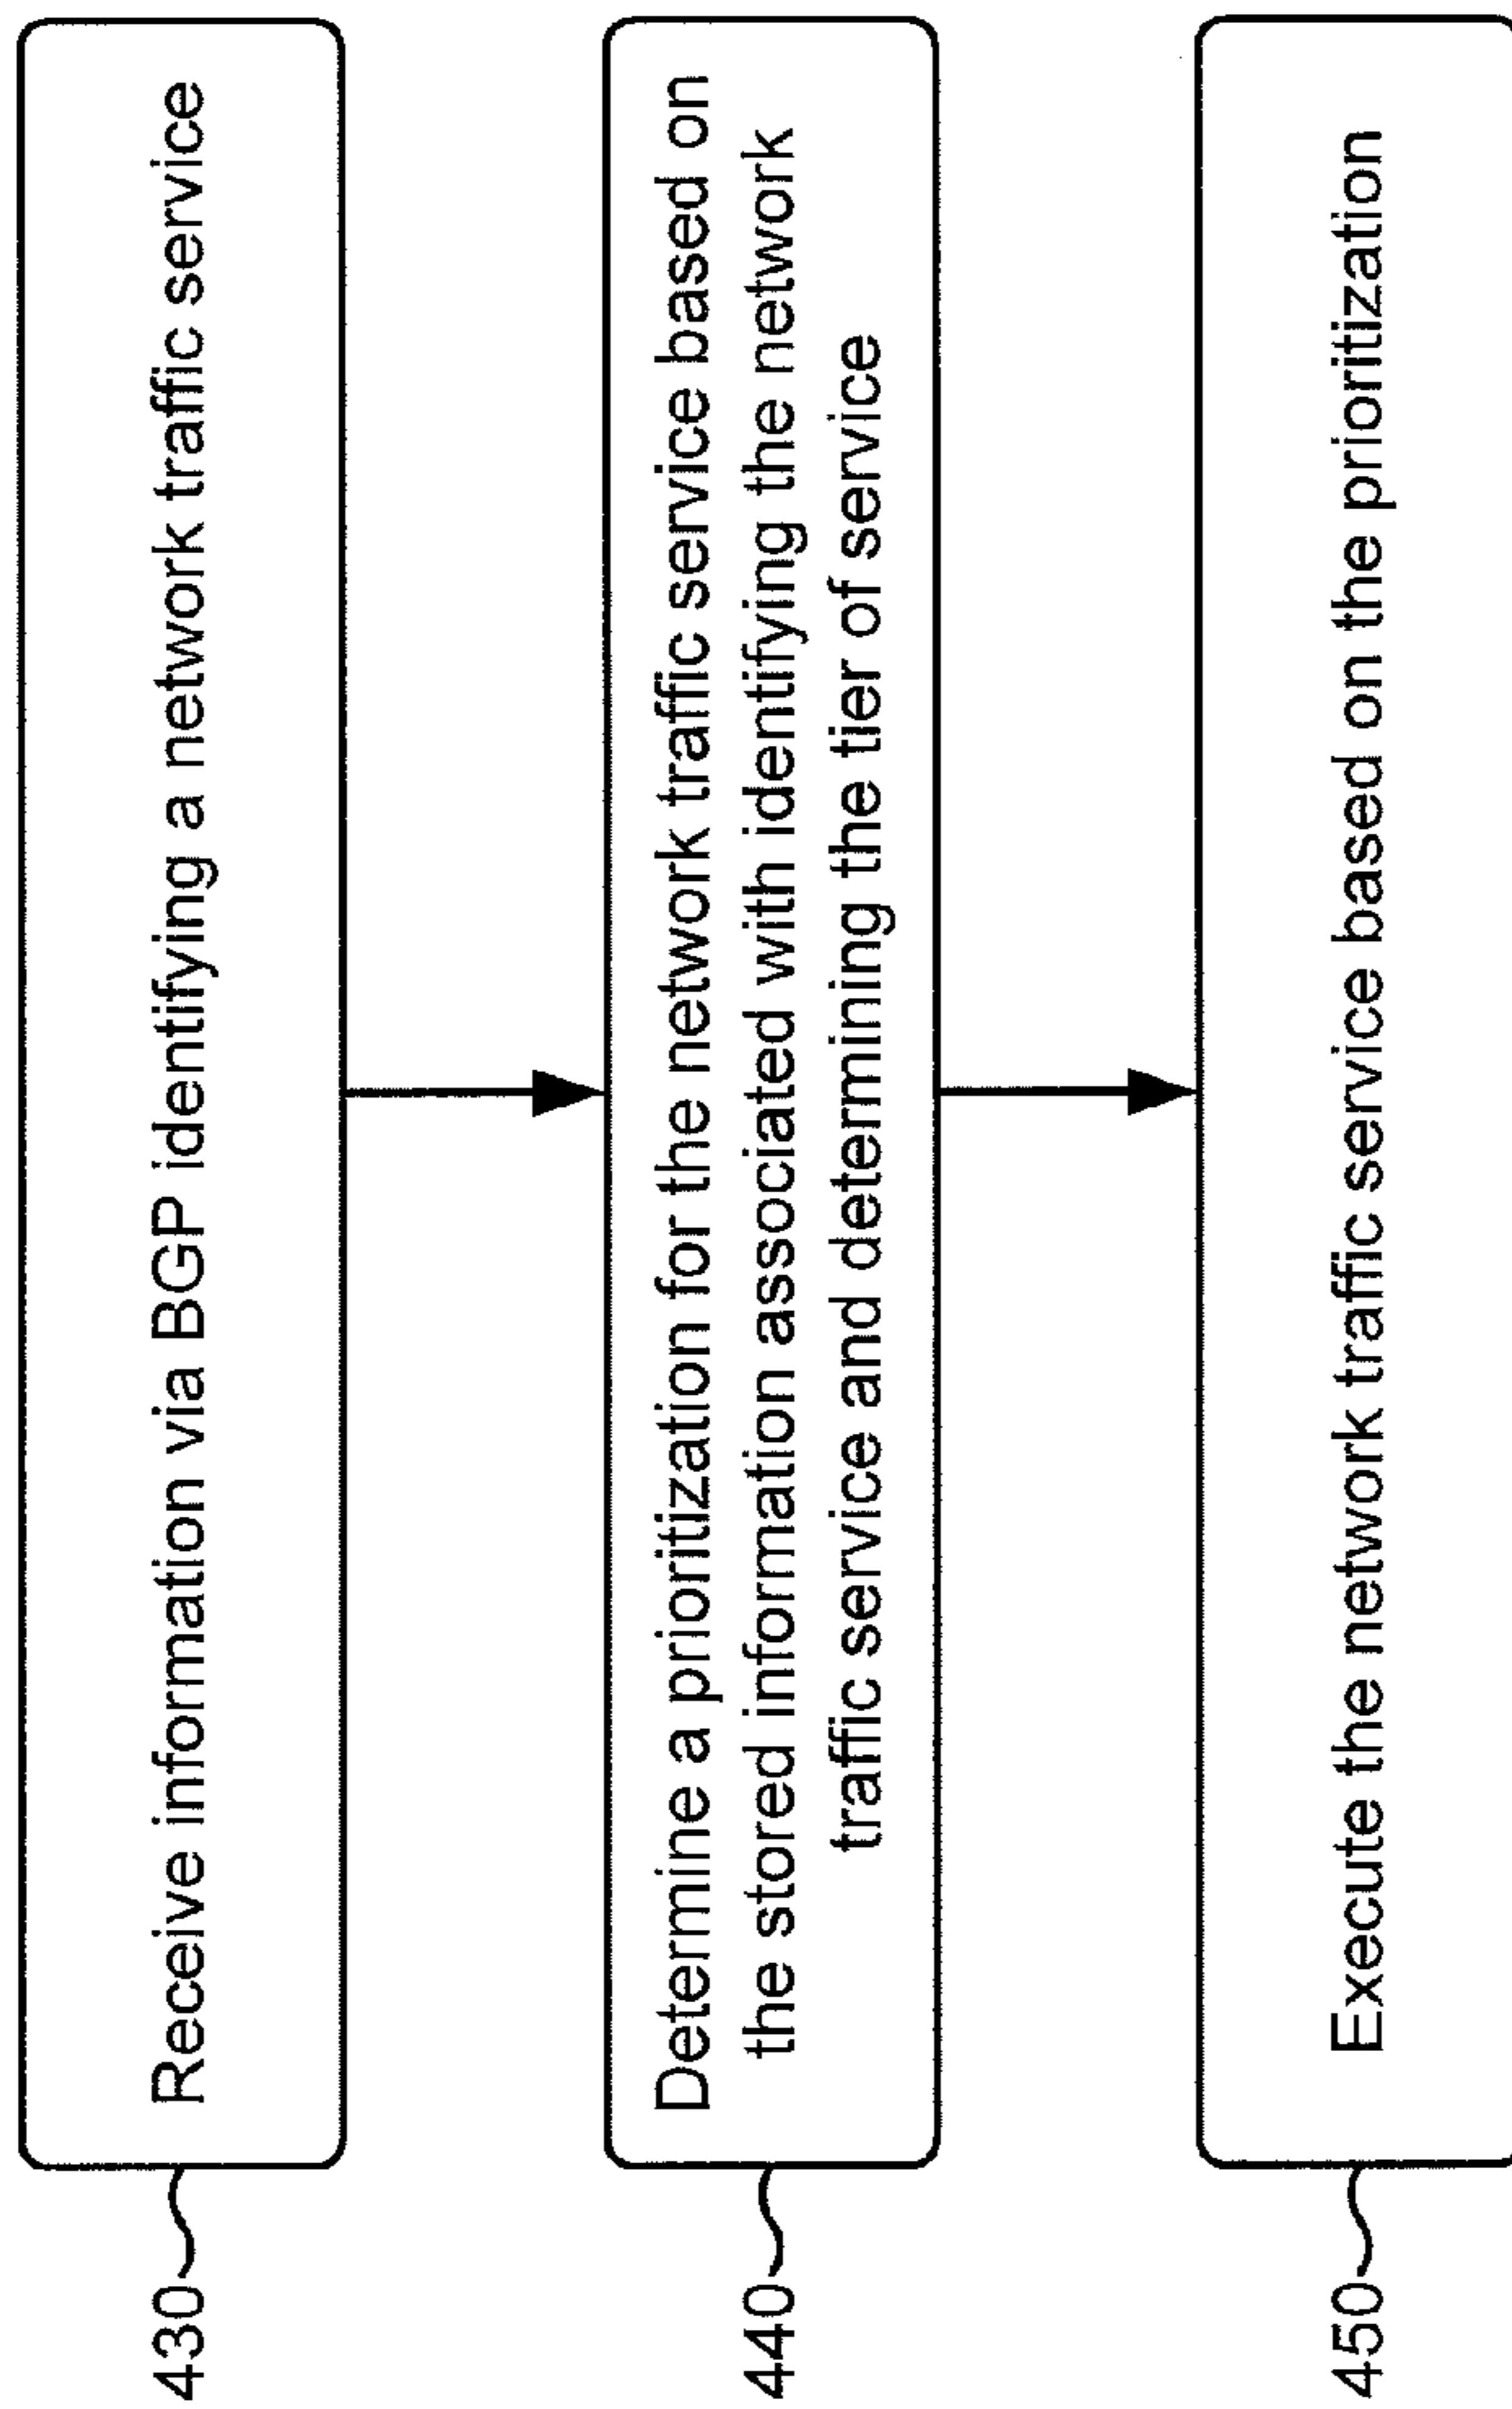 430
Receive information via BGP identifying a network traffic service
440
Determine a prioritization for the network traffic service based on
the stored information associated with identifying the network
traffic service and determining the tier of service
450
Execute the network traffic service based on the prioritization